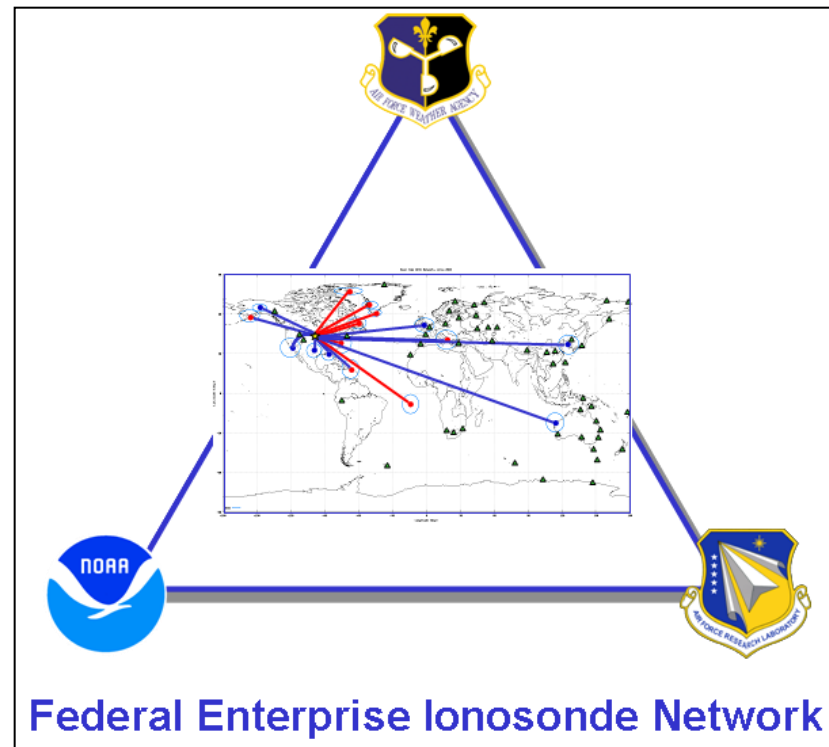 AIR FORCE WEATHER AGENCY
NOAA
AIR FORCE RESEARCH LABORATORY
Federal Enterprise Ionosonde Network